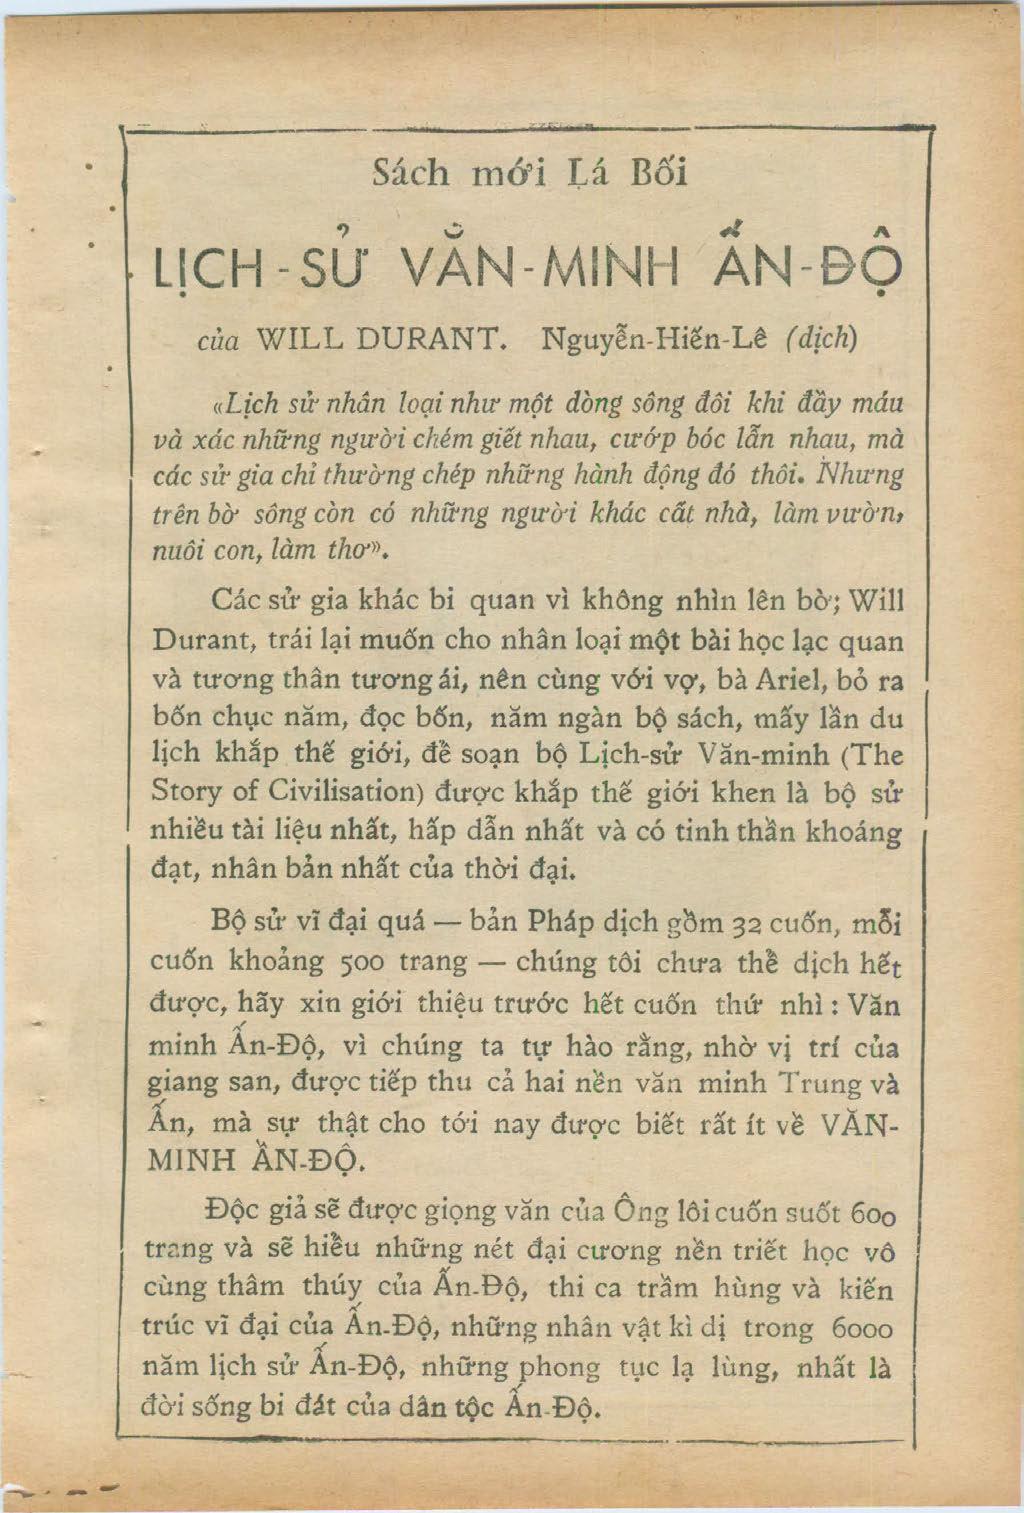 Sách mới Lá Bối
LỊCH-SỬ VĂN-MINH ẤN-ĐỘ
của WILL DURANT. Nguyễn-Hiến-Lê (dịch)
«Lịch sử nhân loại như một dòng sông đôi khi đầy máu
và xác những người chém giết nhau, cướp bóc lẫn nhau, mà
các sử gia chỉ thường chép những hành động đó thôi. Nhưng
trên bờ sông còn có những người khác cất nhà, làm vườn,
nuôi con, làm thơ».
Các sử gia khác bi quan vì không nhìn lên bờ; Will
Durant, trái lại muốn cho nhân loại một bài học lạc quan
và tương thân tương ái, nên cùng với vợ, bà Ariel, bỏ ra
bốn chục năm, đọc bốn, năm ngàn bộ sách, mấy lần du
lịch khắp thế giới, để soạn bộ Lịch-sử Văn-minh (The
Story of Civilisation) được khắp thế giới khen là bộ sử
nhiều tài liệu nhất, hấp dẫn nhất và có tinh thần khoáng
đạt, nhân bản nhất của thời đại.
Bộ sử vĩ đại quá — bản Pháp dịch gồm 32 cuốn, mỗi
cuốn khoảng 500 trang — chúng tôi chưa thể dịch hết
được, hãy xin giới thiệu trước hết cuốn thứ nhì : Văn
minh Ấn-Độ, vì chúng ta tự hào rằng, nhờ vị trí của
giang san, được tiếp thu cả hai nền văn minh Trung và
Ấn, mà sự thật cho tới nay được biết rất ít về VĂN-
MINH ẤN-ĐỘ.
Độc giả sẽ được giọng văn của Ông lôi cuốn suốt 600
trang và sẽ hiểu những nét đại cương nền triết học vô
cùng thâm thúy của Ấn-Độ, thi ca trầm hùng và kiến
trúc vĩ đại của Ấn-Độ, những nhân vật kì dị trong 6000
năm lịch sử Ấn-Độ, những phong tục lạ lùng, nhất là
đời sống bi đát của dân tộc Ấn-Độ.